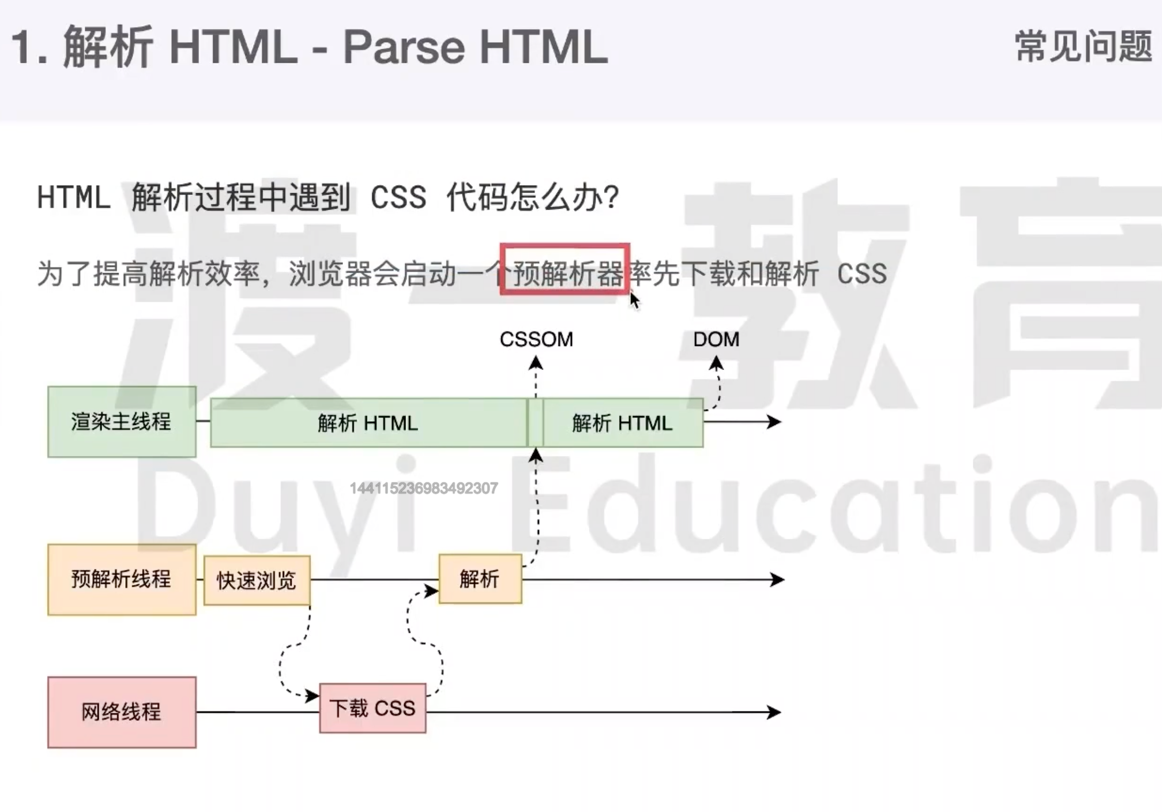 1. 解析 HTML - Parse HTML
常见问题
HTML 解析过程中遇到 CSS 代码怎么办?
为了提高解析效率，浏览器会启动一个预解析器率先下载和解析 CSS
CSSOM
DOM
渲染主线程
解析 HTML
解析 HTML
144115236983492307
预解析线程
快速浏览
解析
网络线程
下载 CSS
渡一教育
Duyi Education